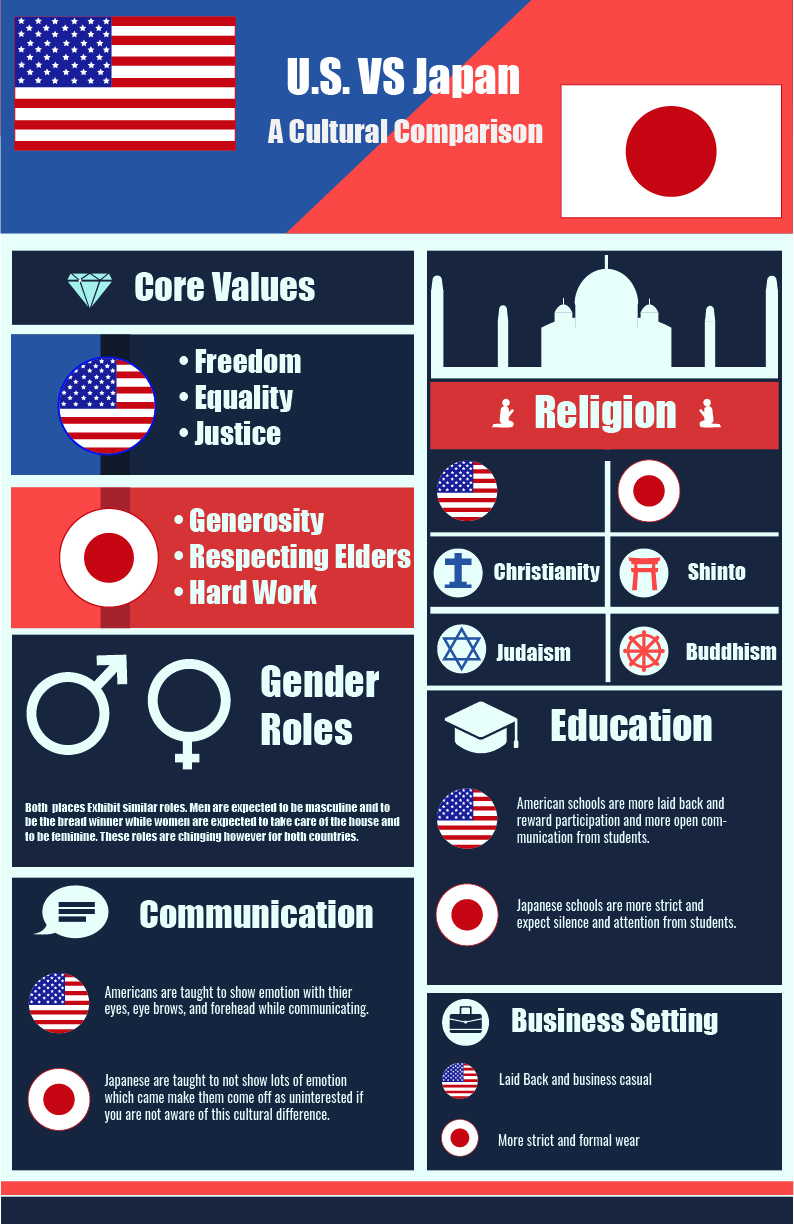 U.S. VS Japan
A Cultural Comparison
Core Values
• Freedom
• Equality
• Justice
• Generosity
• Respecting Elders
• Hard Work
Gender
Roles
Both places Exhibit similar roles. Men are expected to be masculine and to
be the bread winner while women are expected to take care of the house and
to be feminine. These roles are chinging however for both countries.
Communication
Americans are taught to show emotion with thier
eyes, eye brows, and forehead while communicating.
Japanese are taught to not show lots of emotion
which came make them come off as uninterested if
you are not aware of this cultural difference.
Religion
Christianity
Shinto
Judaism
Buddhism
Education
American schools are more laid back and
reward participation and more open com-
munication from students.
Japanese schools are more strict and
expect silence and attention from students.
Business Setting
Laid Back and business casual
More strict and formal wear